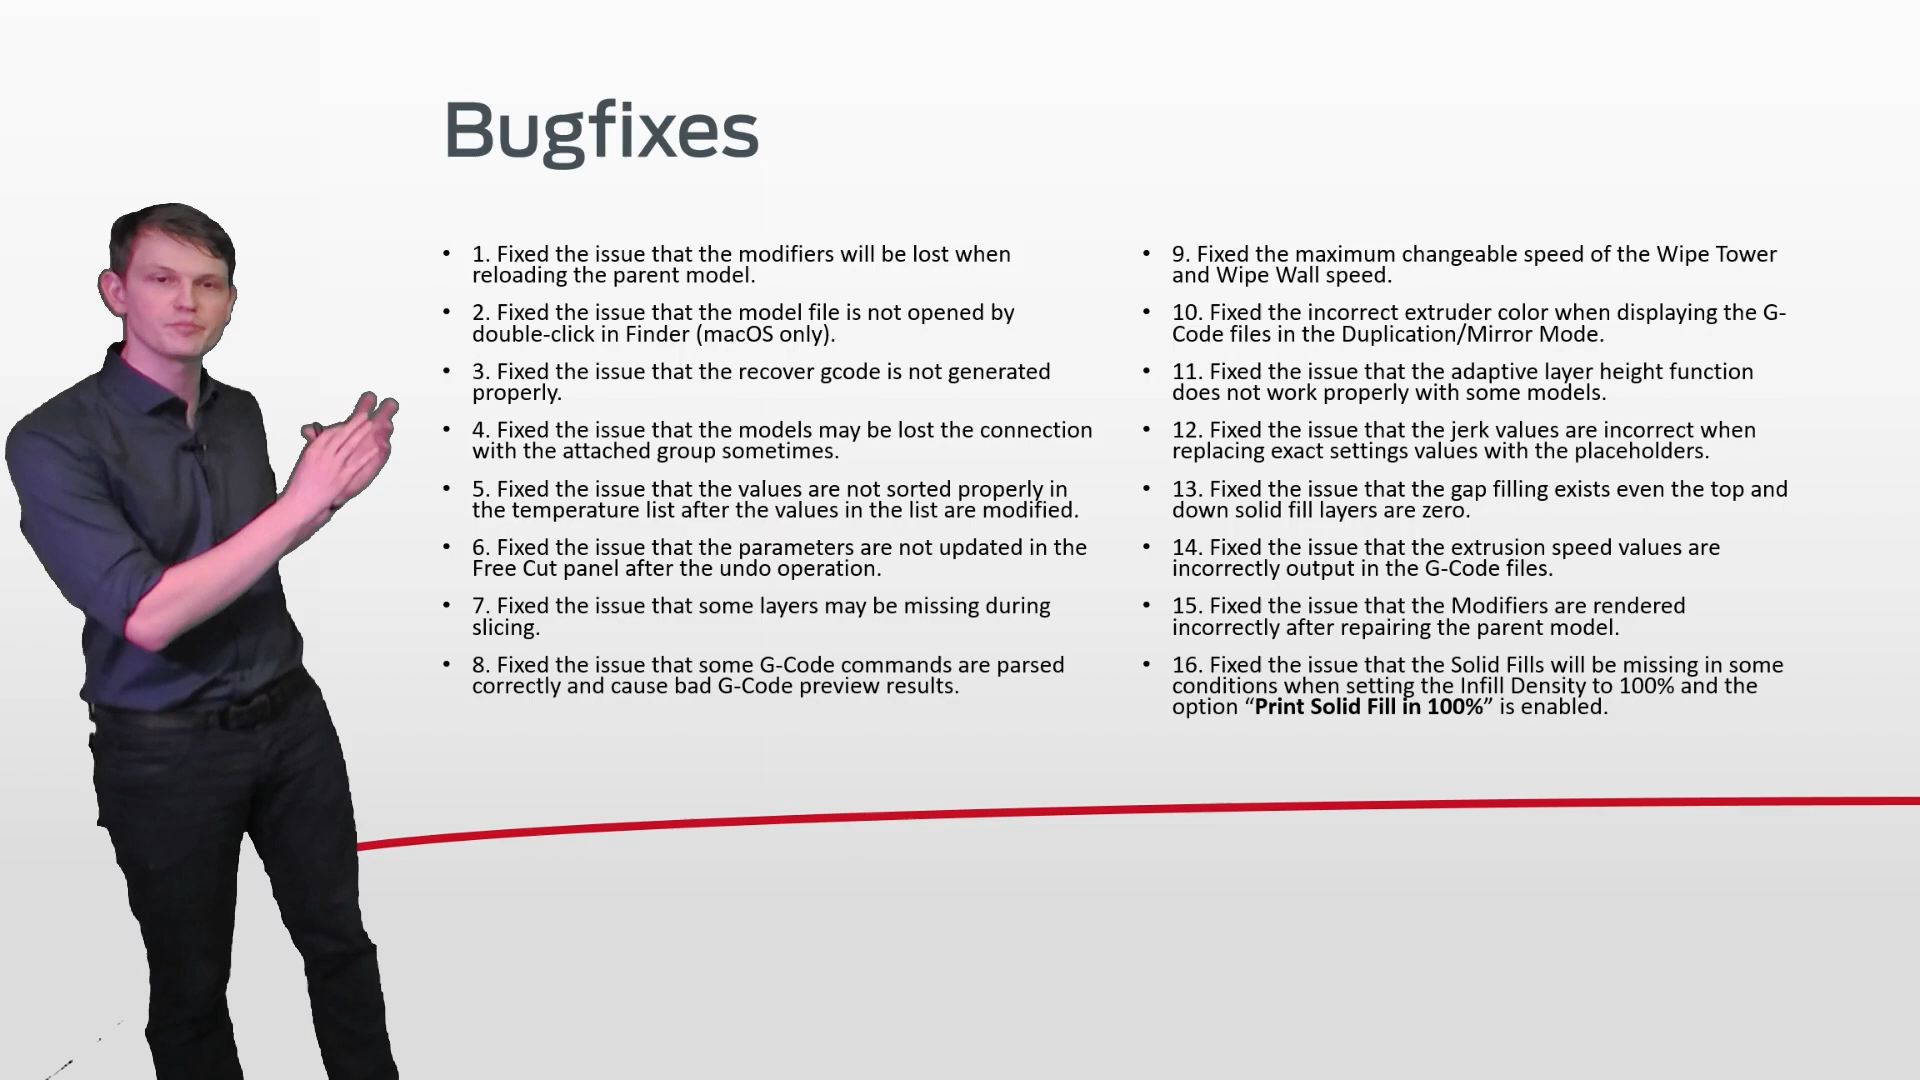 Bugfixes
• 1. Fixed the issue that the modifiers will be lost when
reloading the parent model.
• 2. Fixed the issue that the model file is not opened by
double-click in Finder (macOS only).
• 3. Fixed the issue that the recover gcode is not generated
properly.
• 4. Fixed the issue that the models may be lost the connection
with the attached group sometimes.
• 5. Fixed the issue that the values are not sorted properly in
the temperature list after the values in the list are modified.
• 6. Fixed the issue that the parameters are not updated in the
Free Cut panel after the undo operation.
• 7. Fixed the issue that some layers may be missing during
slicing.
• 8. Fixed the issue that some G-Code commands are parsed
correctly and cause bad G-Code preview results.
• 9. Fixed the maximum changeable speed of the Wipe Tower
and Wipe Wall speed.
• 10. Fixed the incorrect extruder color when displaying the G-
Code files in the Duplication/Mirror Mode.
• 11. Fixed the issue that the adaptive layer height function
does not work properly with some models.
• 12. Fixed the issue that the jerk values are incorrect when
replacing exact settings values with the placeholders.
• 13. Fixed the issue that the gap filling exists even the top and
down solid fill layers are zero.
• 14. Fixed the issue that the extrusion speed values are
incorrectly output in the G-Code files.
• 15. Fixed the issue that the Modifiers are rendered
incorrectly after repairing the parent model.
• 16. Fixed the issue that the Solid Fills will be missing in some
conditions when setting the Infill Density to 100% and the
option “Print Solid Fill in 100%” is enabled.